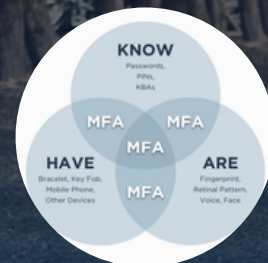 KNOW
Passwords,
PINs,
KBAs
MFA MFA
MFA
HAVE
Bracelet, Key Fob,
Mobile Phone,
Other Devices
ARE
Fingerprint,
Retinal Pattern,
Voice, Face
MFA